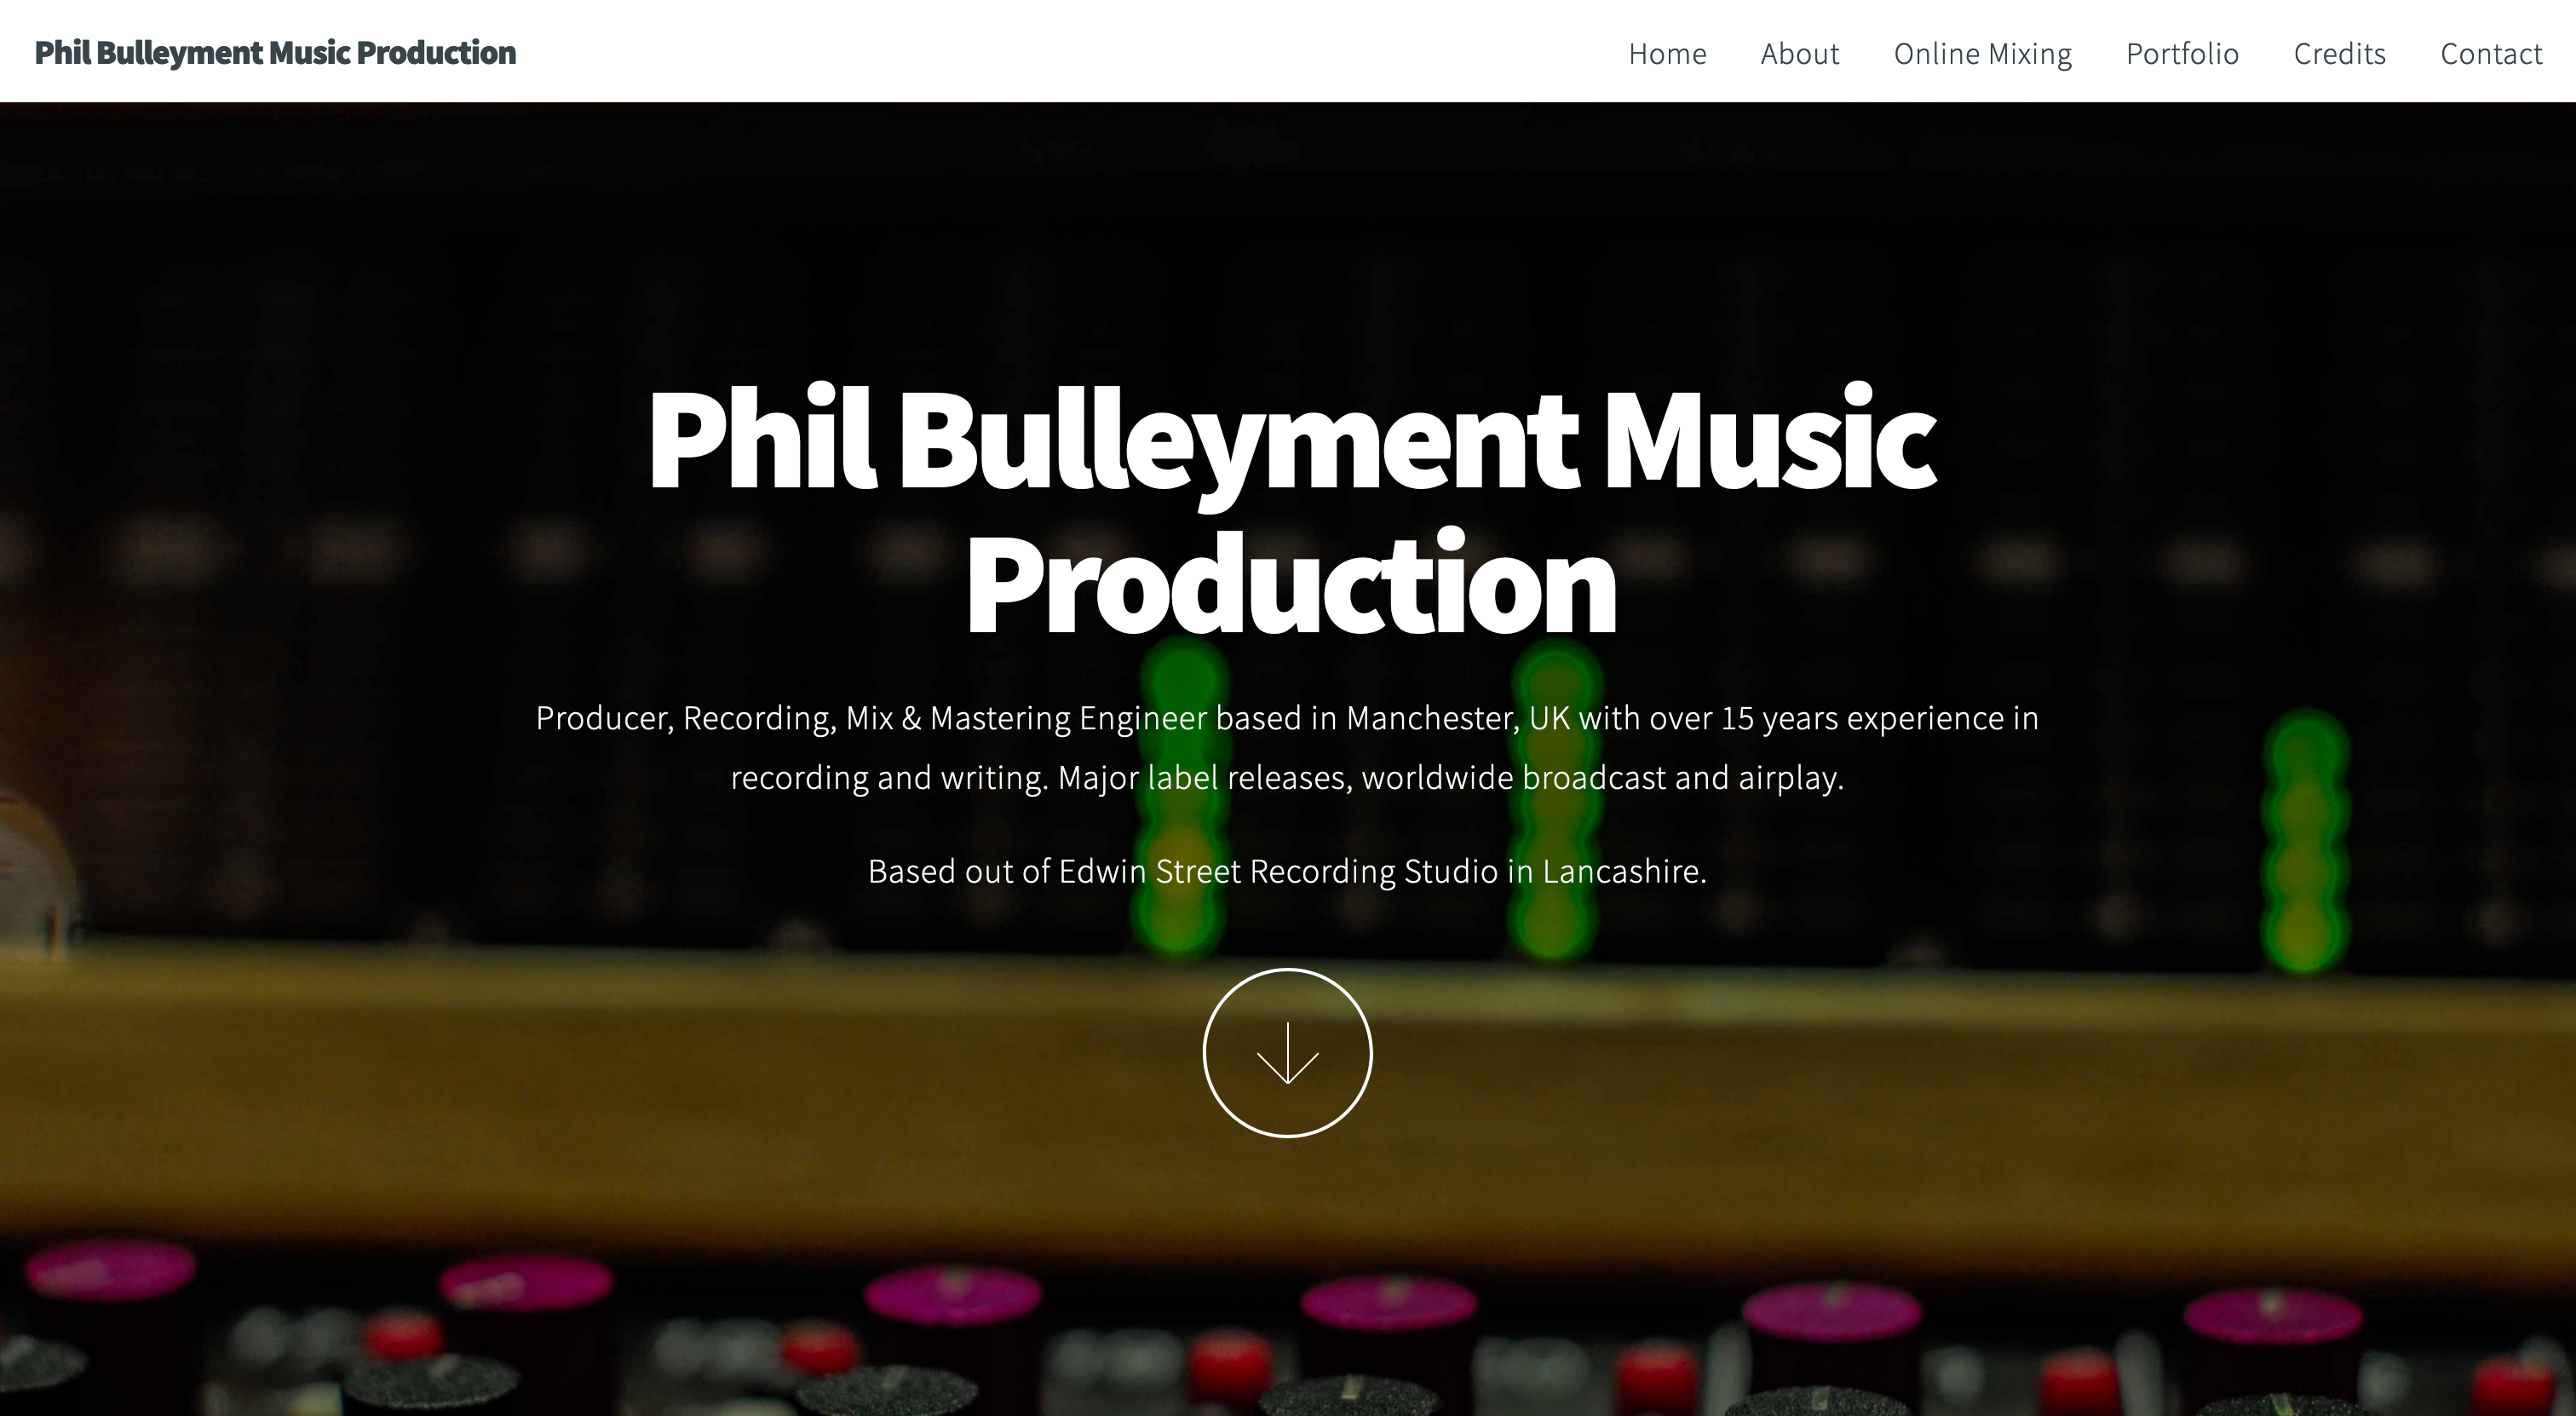 Phil Bulleyment Music Production
Home About Online Mixing Portfolio Credits Contact
Phil Bulleyment Music
Production
Producer, Recording, Mix & Mastering Engineer based in Manchester, UK with over 15 years experience in
recording and writing. Major label releases, worldwide broadcast and airplay.
Based out of Edwin Street Recording Studio in Lancashire.